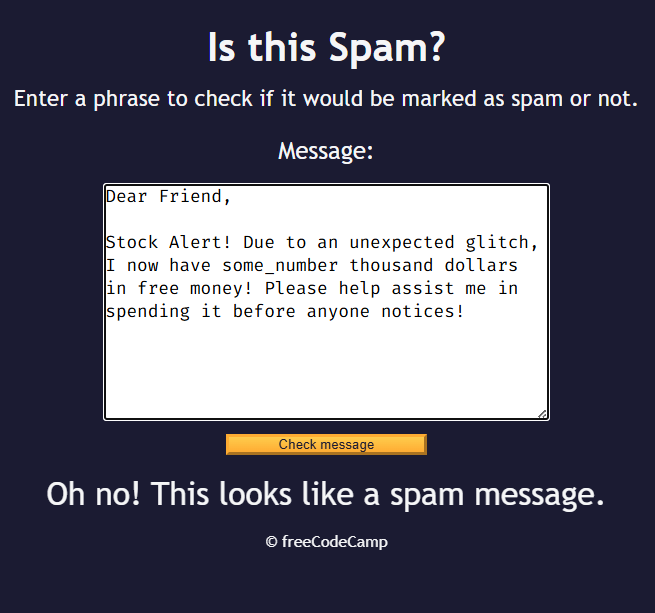 Is this Spam?
Enter a phrase to check if it would be marked as spam or not.
Message:
Dear Friend,
Stock Alert! Due to an unexpected glitch,
I now have some_number thousand dollars
in free money! Please help assist me in
spending it before anyone notices!
Check message
Oh no! This looks like a spam message.
© freeCodeCamp